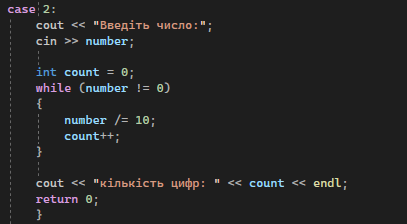 case 2:
cout << "Введіть число:";
cin >> number;
int count = 0;
while (number != 0)
{
number /= 10;
count++;
}
cout << "кількість цифр: " << count << endl;
return 0;
}